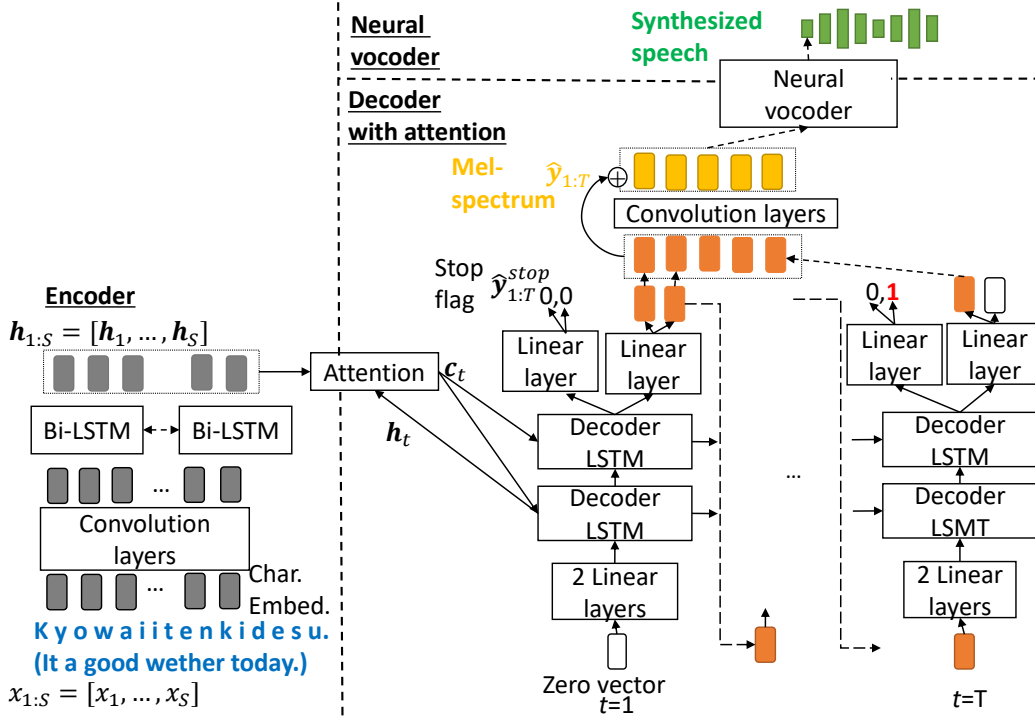 Neural
vocoder
Synthesized
speech
Neural
vocoder
Decoder
with attention
Mel-
spectrum
ŷ₁:T
+
Convolution layers
Stop
flag
ŷ₁:T^stop
0,0
0,1
Linear
layer
Linear
layer
Linear
layer
Linear
layer
Encoder
h₁:S = [h₁, … , hS]
Attention
cₜ
hₜ
Bi-LSTM
Bi-LSTM
Decoder
LSTM
Decoder
LSTM
...
Decoder
LSTM
Decoder
LSMT
...
Convolution
layers
...
Char.
Embed.
2 Linear
layers
2 Linear
layers
K y o w a i i t e n k i d e s u .
(It a good wether today.)
x₁:S = [x₁, … , xS]
Zero vector
t=1
t=T